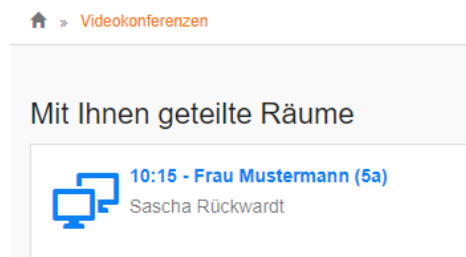 » Videokonferenzen
Mit Ihnen geteilte Räume
10:15 - Frau Mustermann (5a)
Sascha Rückwardt